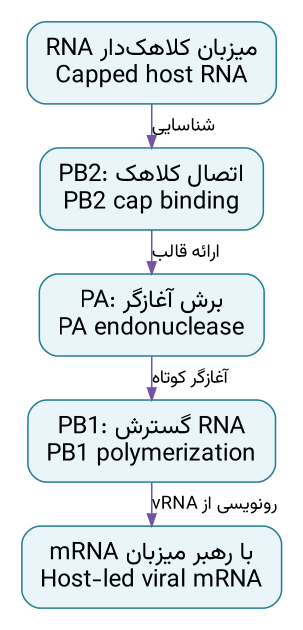 RNA میزبان کلاهک‌دار
Capped host RNA
شناسایی
PB2: اتصال کلاهک
PB2 cap binding
ارائه قالب
PA: برش آغازگر
PA endonuclease
آغازگر کوتاه
PB1: گسترش RNA
PB1 polymerization
رونویسی از vRNA
mRNA با رهبر میزبان
Host-led viral mRNA